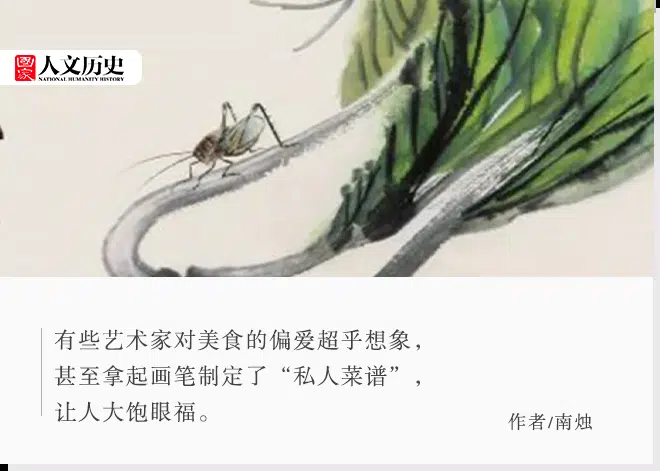 國家
人文历史
NATIONAL HUMANITY HISTORY
有些艺术家对美食的偏爱超乎想象，
甚至拿起画笔制定了“私人菜谱”，
让人大饱眼福。
作者/南烛